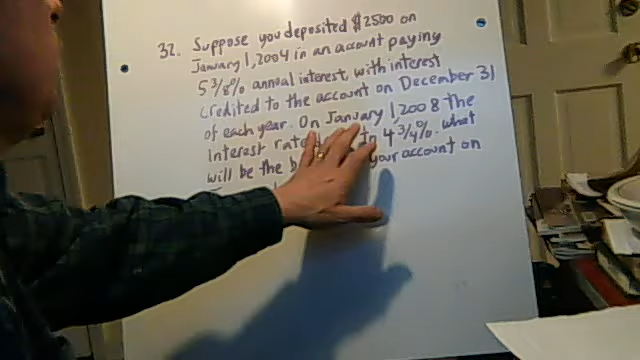 32. Suppose you deposited $2500 on
January 1, 2004 in an account paying
5 3/8% annual interest, with interest
credited to the account on December 31
of each year. On January 1, 2008 the
interest to 4 3/4%. what
will be the your account on